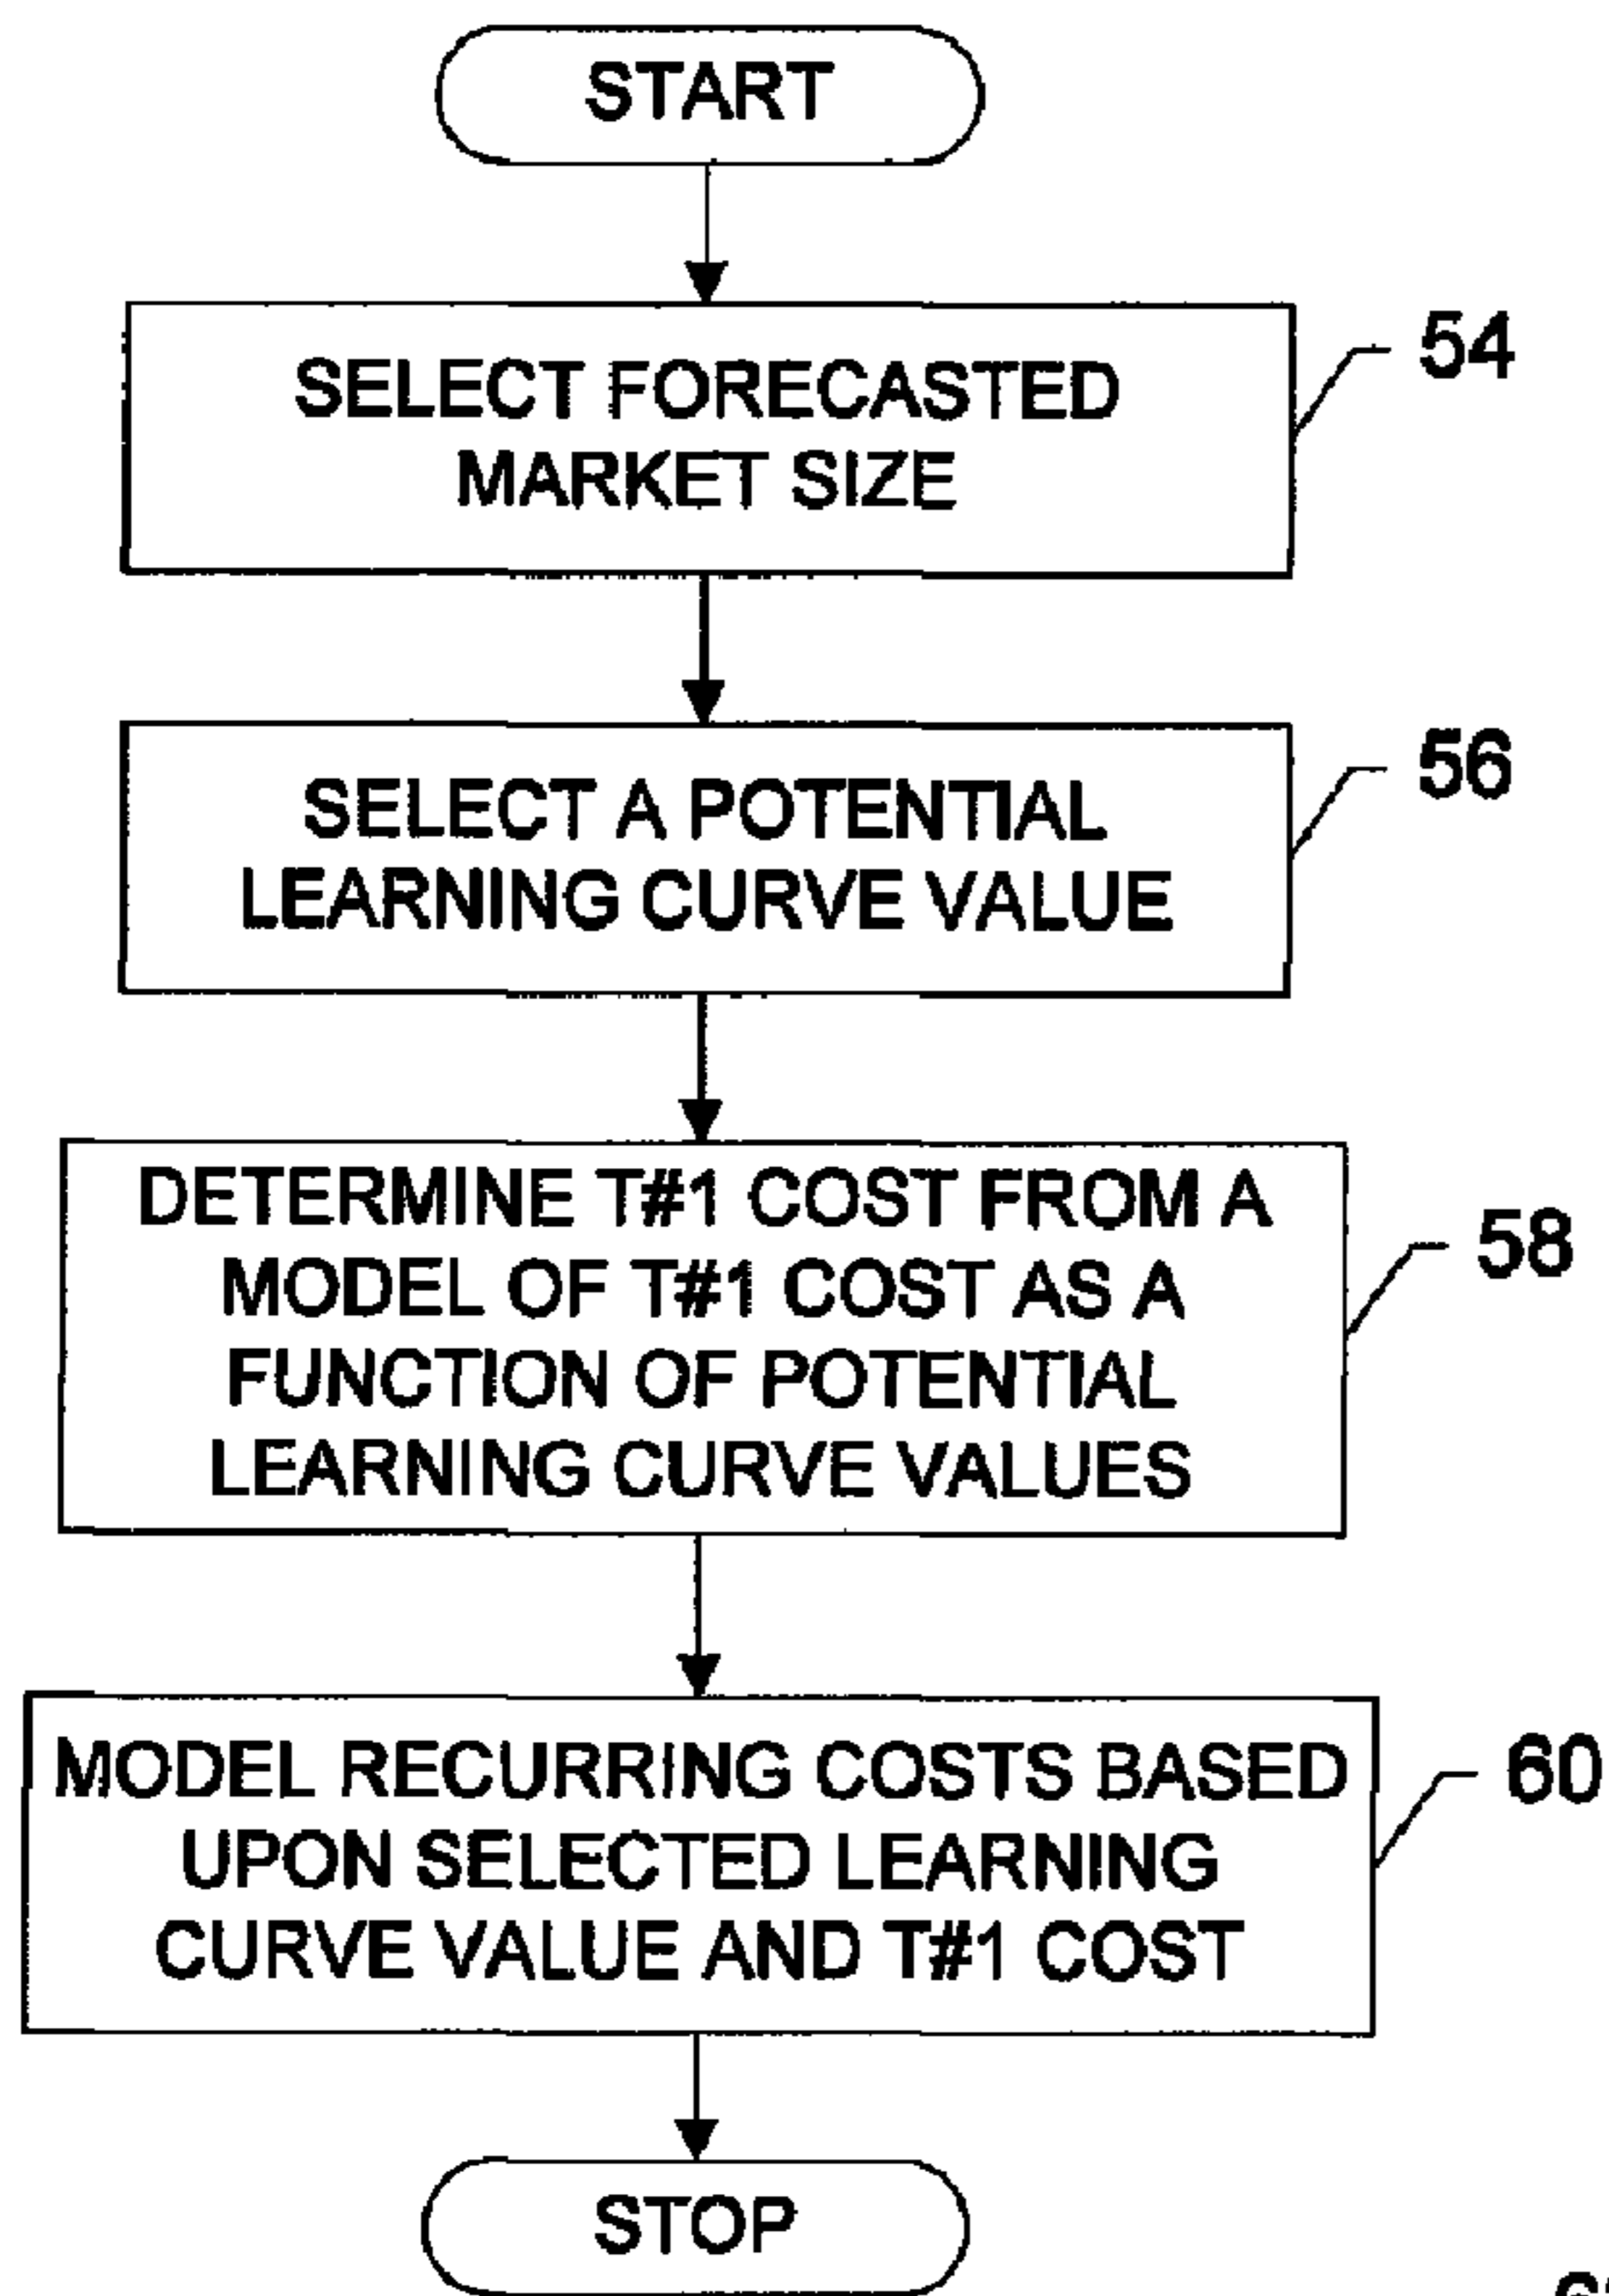 START
SELECT FORECASTED
MARKET SIZE
54
SELECT A POTENTIAL
LEARNING CURVE VALUE
56
DETERMINE T#1 COST FROM A
MODEL OF T#1 COST AS A
FUNCTION OF POTENTIAL
LEARNING CURVE VALUES
58
MODEL RECURRING COSTS BASED
UPON SELECTED LEARNING
CURVE VALUE AND T#1 COST
60
STOP